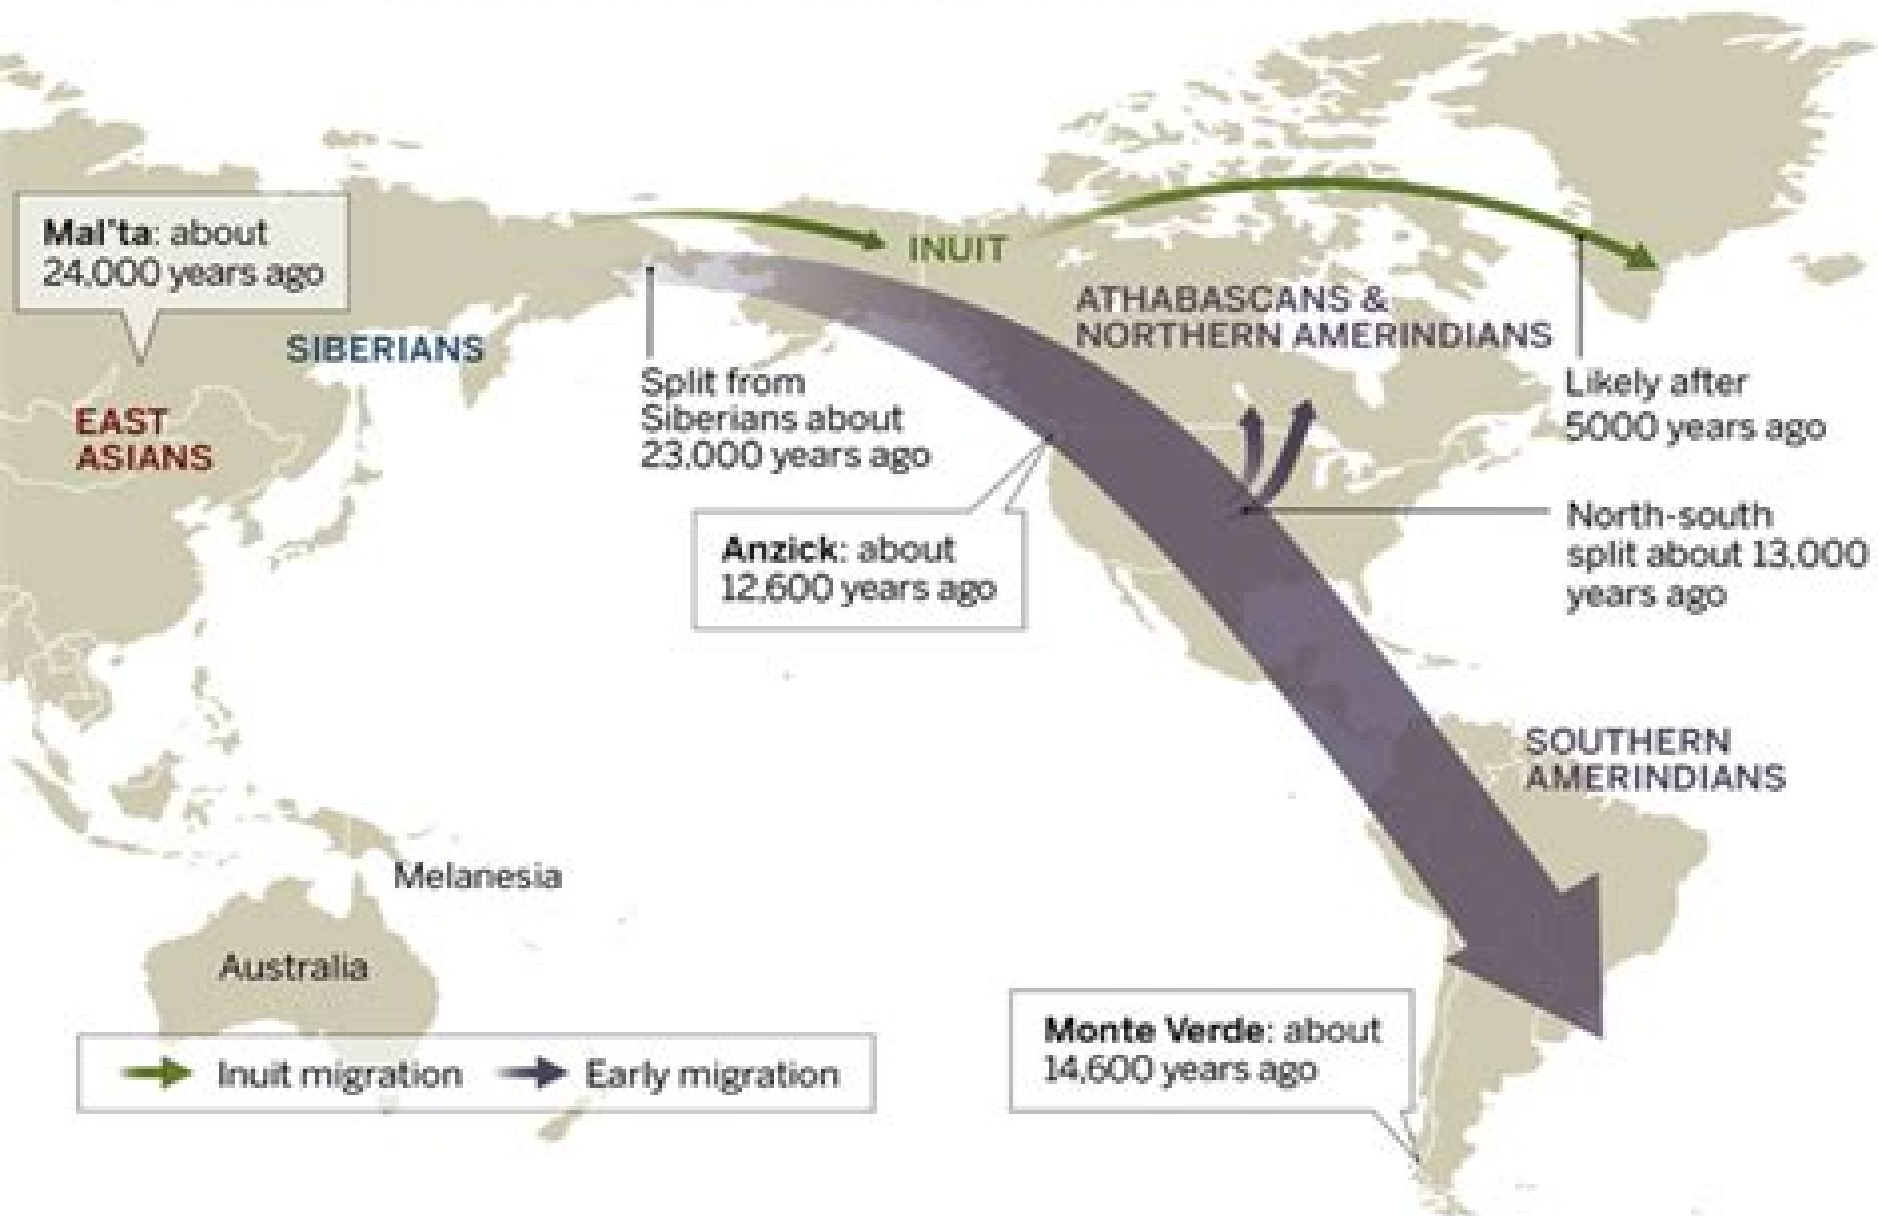 Mal'ta: about
24,000 years ago
SIBERIANS
EAST
ASIANS
INUIT
ATHABASCANS &
NORTHERN AMERINDIANS
Split from
Siberians about
23,000 years ago
Likely after
5000 years ago
Anzick: about
12,600 years ago
North-south
split about 13,000
years ago
SOUTHERN
AMERINDIANS
Melanesia
Australia
Monte Verde: about
14,600 years ago
Inuit migration
Early migration